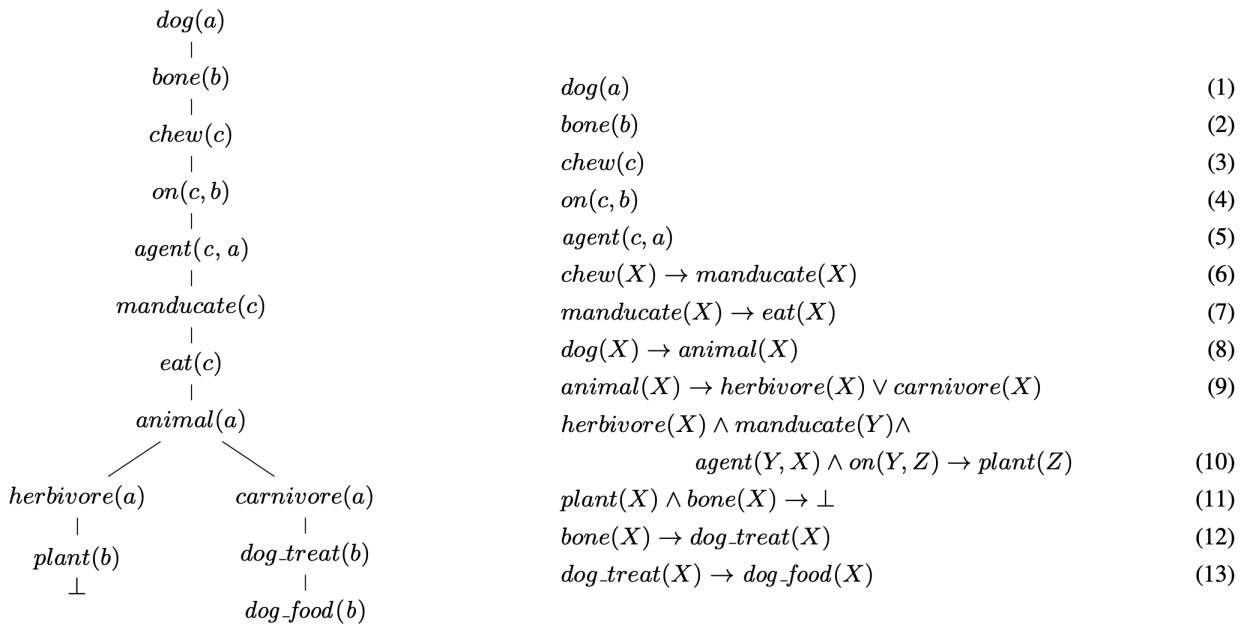 dog(a)
bone(b)
chew(c)
on(c, b)
agent(c, a)
manducate(c)
eat(c)
animal(a)
herbivore(a) carnivore(a)
plant(b) dog_treat(b)
⊥
dog_food(b)
dog(a) (1)
bone(b) (2)
chew(c) (3)
on(c, b) (4)
agent(c, a) (5)
chew(X) → manducate(X) (6)
manducate(X) → eat(X) (7)
dog(X) → animal(X) (8)
animal(X) → herbivore(X) ∨ carnivore(X) (9)
herbivore(X) ∧ manducate(Y)∧
agent(Y, X) ∧ on(Y, Z) → plant(Z) (10)
plant(X) ∧ bone(X) → ⊥ (11)
bone(X) → dog_treat(X) (12)
dog_treat(X) → dog_food(X) (13)